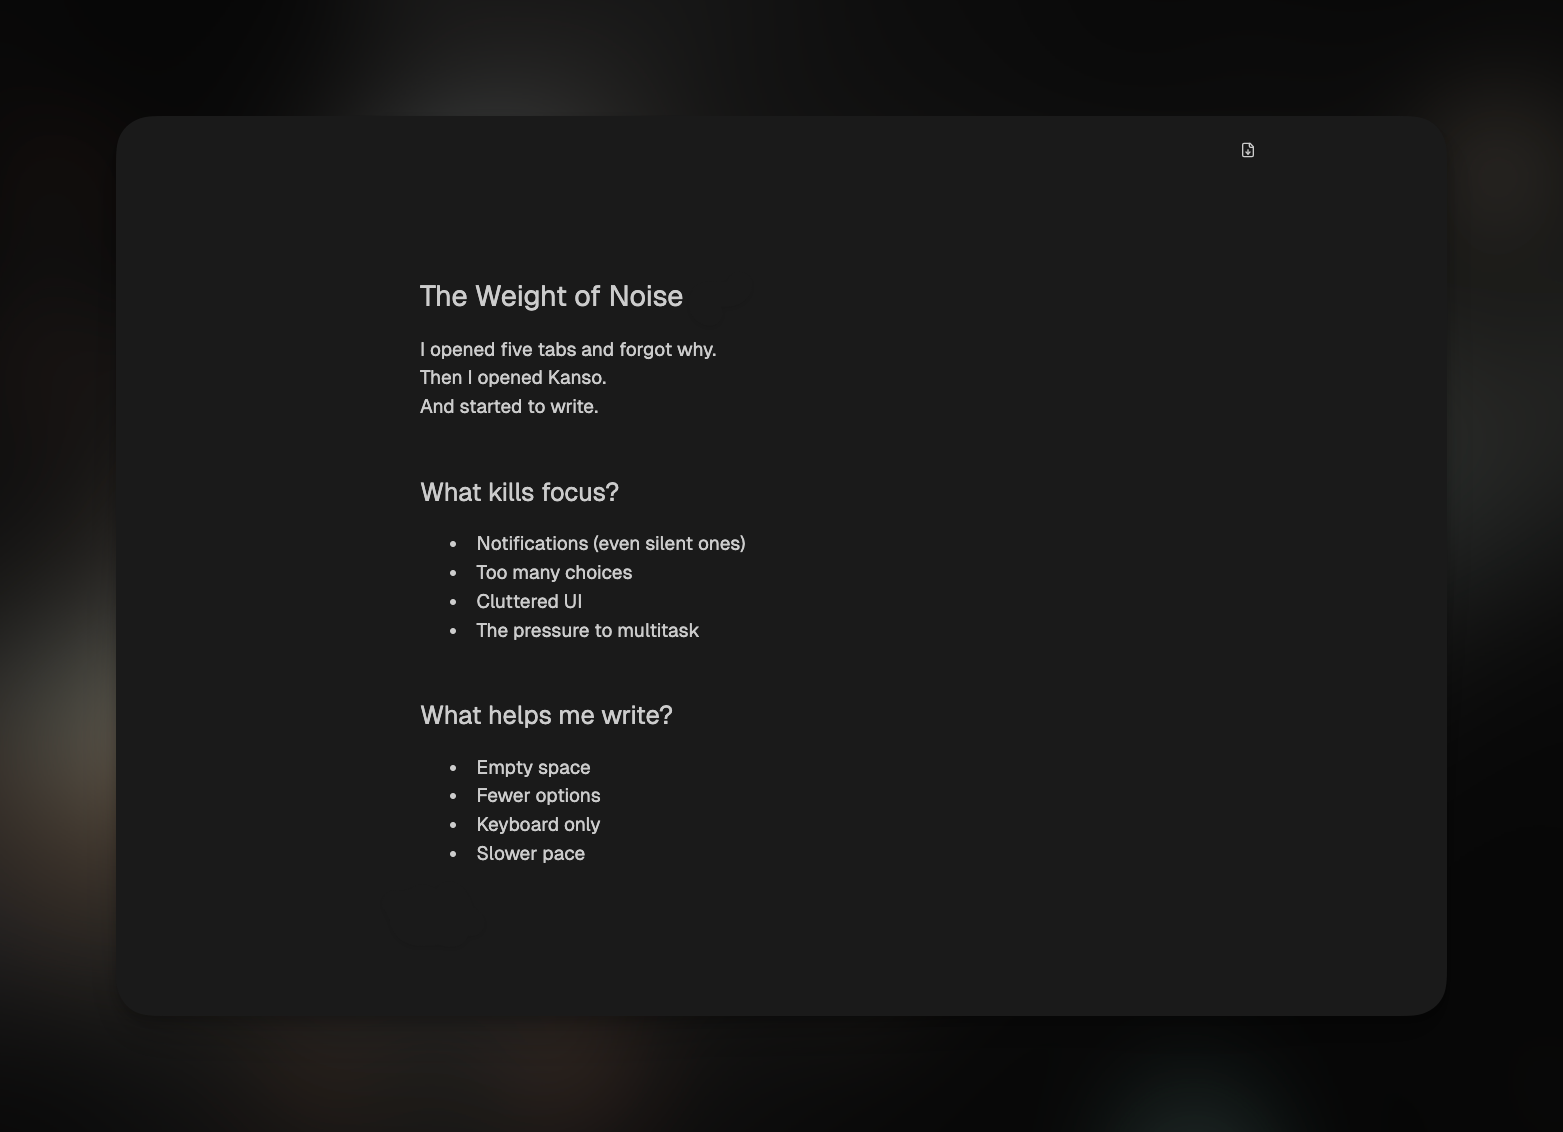 The Weight of Noise
I opened five tabs and forgot why.
Then I opened Kanso.
And started to write.
What kills focus?
• Notifications (even silent ones)
• Too many choices
• Cluttered UI
• The pressure to multitask
What helps me write?
• Empty space
• Fewer options
• Keyboard only
• Slower pace